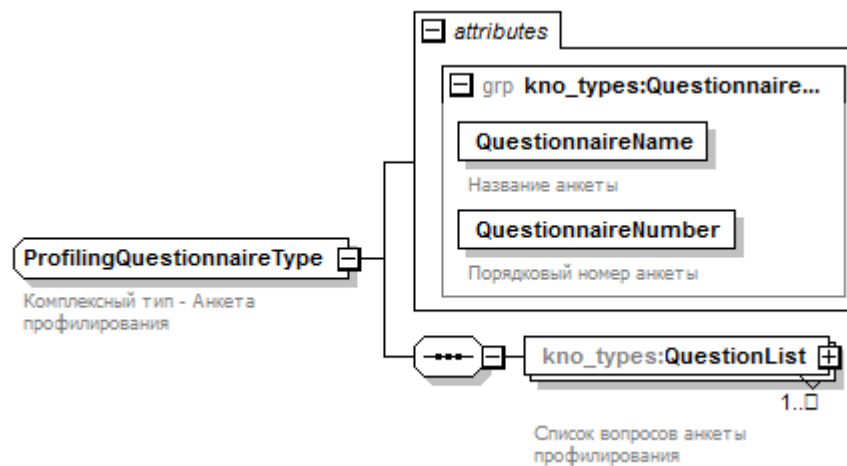 attributes
grp kno_types:Questionnaire...
QuestionnaireName
Название анкеты
QuestionnaireNumber
Порядковый номер анкеты
ProfilingQuestionnaireType
Комплексный тип - Анкета
профилирования
kno_types:QuestionList
1..□
Список вопросов анкеты
профилирования